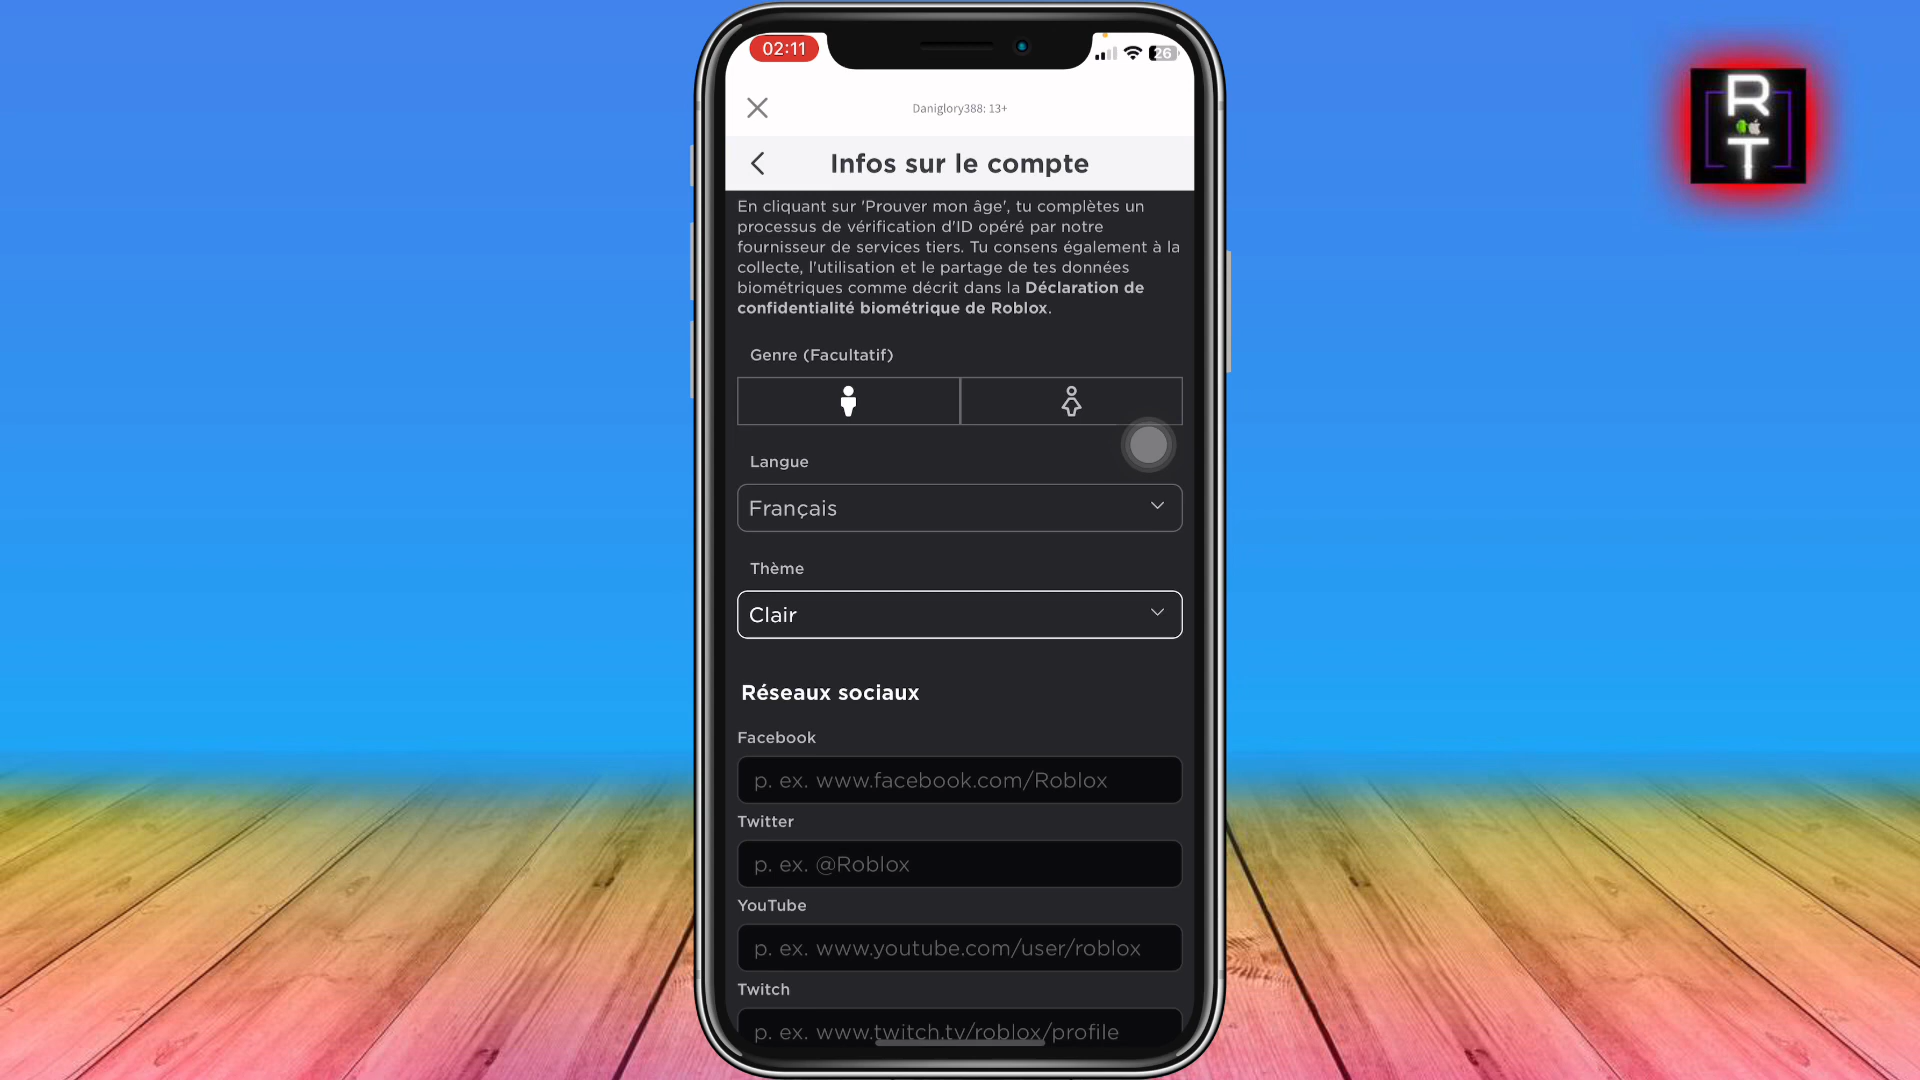 02:11
26
R
T
Daniglory388: 13+
Infos sur le compte
En cliquant sur 'Prouver mon âge', tu complètes un
processus de vérification d'ID opéré par notre
fournisseur de services tiers. Tu consens également à la
collecte, l'utilisation et le partage de tes données
biométriques comme décrit dans la Déclaration de
confidentialité biométrique de Roblox.
Genre (Facultatif)
Langue
Français
Thème
Clair
Réseaux sociaux
Facebook
p. ex. www.facebook.com/Roblox
Twitter
p. ex. @Roblox
YouTube
p. ex. www.youtube.com/user/roblox
Twitch
p. ex. www.twitch.tv/roblox/profile